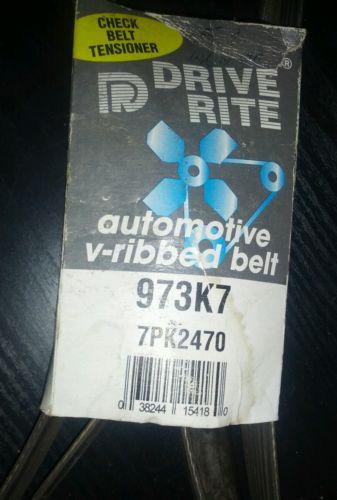 CHECK
BELT
TENSIONER
DRIVE
RITE
®
automotive
v-ribbed belt
973K7
7PK2470
0 38244 15418 0